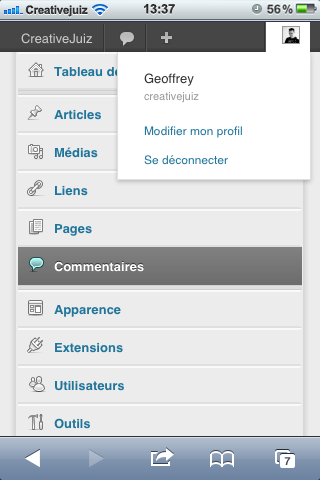 Creativejuiz 13:37 56%
CreativeJuiz
Geoffrey
creativejuiz
Modifier mon profil
Se déconnecter
Tableau de
Articles
Médias
Liens
Pages
Commentaires
Apparence
Extensions
Utilisateurs
Outils
7